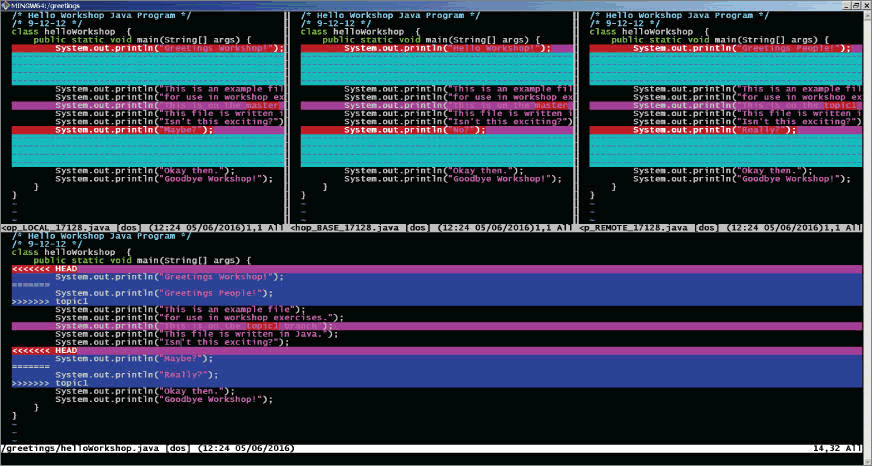 MINGW64:/greetings
/* Hello Workshop Java Program */
/* 9-12-12 */
class helloWorkshop {
public static void main(String[] args) {
System.out.println("Greetings Workshop!");
System.out.println("This is an example fil
System.out.println("for use in workshop ex
System.out.println("This is on the master
System.out.println("This file is written i
System.out.println("Isn't this exciting?")
System.out.println("Maybe?");
System.out.println("Okay then.");
System.out.println("Goodbye Workshop!");
}
}
~
~
<op_LOCAL_17128.java [dos] (12:24 05/06/2016)1,1 All
/* Hello Workshop Java Program */
/* 9-12-12 */
class helloWorkshop {
public static void main(String[] args) {
System.out.println("Hello Workshop!");
System.out.println("This is an example fil
System.out.println("for use in workshop ex
System.out.println("This is on the master
System.out.println("This file is written i
System.out.println("Isn't this exciting?")
System.out.println("No?");
System.out.println("Okay then.");
System.out.println("Goodbye Workshop!");
}
}
~
~
<hop_BASE_17128.java [dos] (12:24 05/06/2016)1,1 All
/* Hello Workshop Java Program */
/* 9-12-12 */
class helloWorkshop {
public static void main(String[] args) {
System.out.println("Greetings People!");
System.out.println("This is an example fil
System.out.println("for use in workshop ex
System.out.println("This is on the topic1
System.out.println("This file is written i
System.out.println("Isn't this exciting?")
System.out.println("Really?");
System.out.println("Okay then.");
System.out.println("Goodbye Workshop!");
}
}
~
~
<p_REMOTE_17128.java [dos] (12:24 05/06/2016)1,1 All
/* Hello Workshop Java Program */
/* 9-12-12 */
class helloWorkshop {
public static void main(String[] args) {
<<<<<<< HEAD
System.out.println("Greetings Workshop!");
=======
System.out.println("Greetings People!");
>>>>>>> topic1
System.out.println("This is an example file");
System.out.println("for use in workshop exercises.");
System.out.println("This is on the topic1 branch");
System.out.println("This file is written in Java.");
System.out.println("Isn't this exciting?");
<<<<<<< HEAD
System.out.println("Maybe?");
=======
System.out.println("Really?");
>>>>>>> topic1
System.out.println("Okay then.");
System.out.println("Goodbye Workshop!");
}
}
~
~
/greetings/helloWorkshop.java [dos] (12:24 05/06/2016) 14,32 All